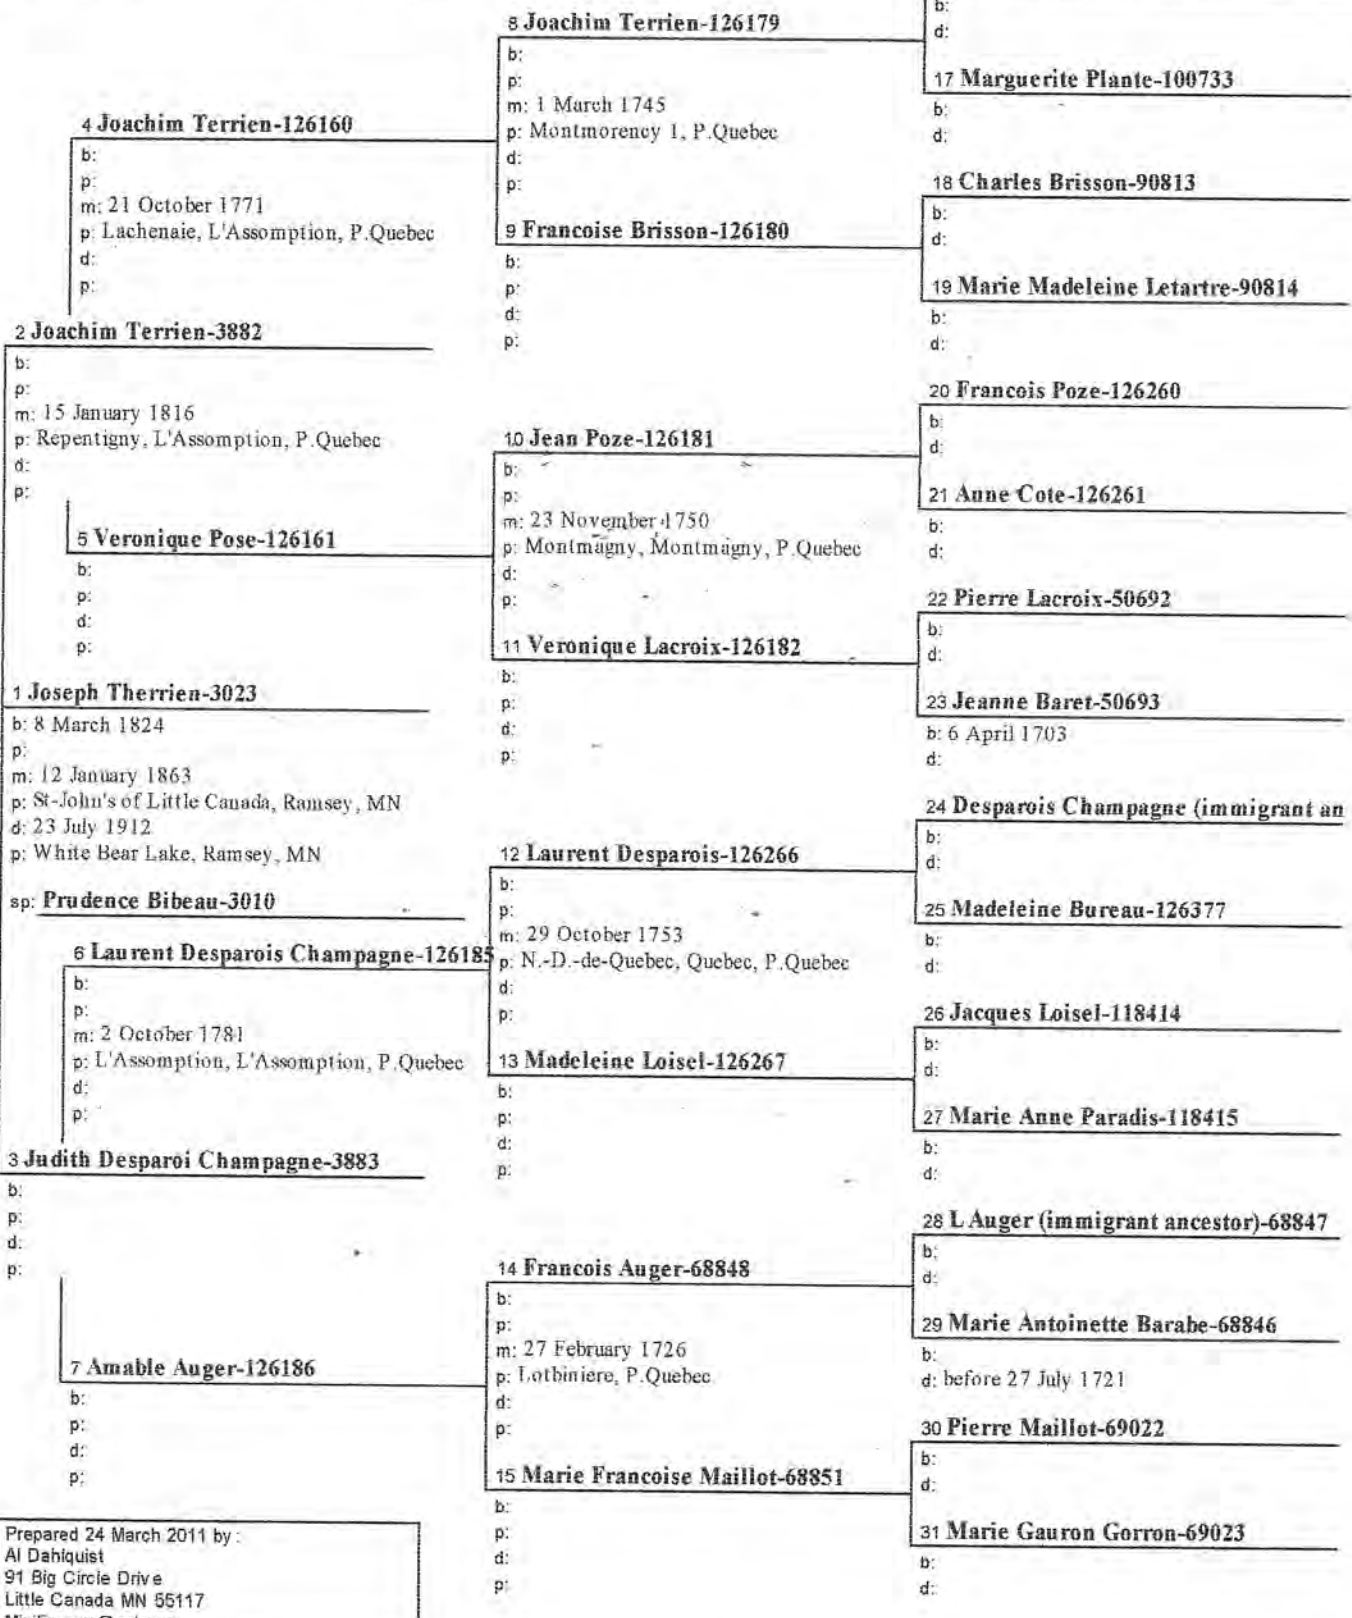 b:
d:
17 Marguerite Plante-100733
b:
d:
18 Charles Brisson-90813
b:
d:
19 Marie Madeleine Letartre-90814
b:
d:
20 Francois Poze-126260
b:
d:
21 Anne Cote-126261
b:
d:
22 Pierre Lacroix-50692
b:
d:
23 Jeanne Baret-50693
b: 6 April 1703
d:
24 Desparois Champagne (immigrant an
b:
d:
25 Madeleine Bureau-126377
b:
d:
26 Jacques Loisel-118414
b:
d:
27 Marie Anne Paradis-118415
b:
d:
28 L Auger (immigrant ancestor)-68847
b:
d:
29 Marie Antoinette Barabe-68846
b:
d: before 27 July 1721
30 Pierre Maillot-69022
b:
d:
31 Marie Gauron Gorron-69023
b:
d:
8 Joachim Terrien-126179
b:
p:
m: 1 March 1745
p: Montmorency 1, P.Quebec
d:
p:
9 Francoise Brisson-126180
b:
p:
d:
p:
10 Jean Poze-126181
b:
p:
m: 23 November 1750
p: Montmagny, Montmagny, P.Quebec
d:
p:
11 Veronique Lacroix-126182
b:
p:
d:
p:
12 Laurent Desparois-126266
b:
p:
m: 29 October 1753
p: N.-D.-de-Quebec, Quebec, P.Quebec
d:
p:
13 Madeleine Loisel-126267
b:
p:
d:
p:
14 Francois Auger-68848
b:
p:
m: 27 February 1726
p: Lotbiniere, P.Quebec
d:
p:
15 Marie Francoise Maillot-68851
b:
p:
d:
p:
4 Joachim Terrien-126160
b:
p:
m: 21 October 1771
p: Lachenaie, L'Assomption, P.Quebec
d:
p:
2 Joachim Terrien-3882
b:
p:
m: 15 January 1816
p: Repentigny, L'Assomption, P.Quebec
d:
p:
5 Veronique Pose-126161
b:
p:
d:
p:
1 Joseph Therrien-3023
b: 8 March 1824
p:
m: 12 January 1863
p: St-John's of Little Canada, Ramsey, MN
d: 23 July 1912
p: White Bear Lake, Ramsey, MN
sp: Prudence Bibeau-3010
6 Laurent Desparois Champagne-126185
b:
p:
m: 2 October 1781
p: L'Assomption, L'Assomption, P.Quebec
d:
p:
3 Judith Desparoi Champagne-3883
b:
p:
d:
p:
7 Amable Auger-126186
b:
p:
d:
p:
Prepared 24 March 2011 by :
Al Dahlquist
91 Big Circle Drive
Little Canada MN 55117